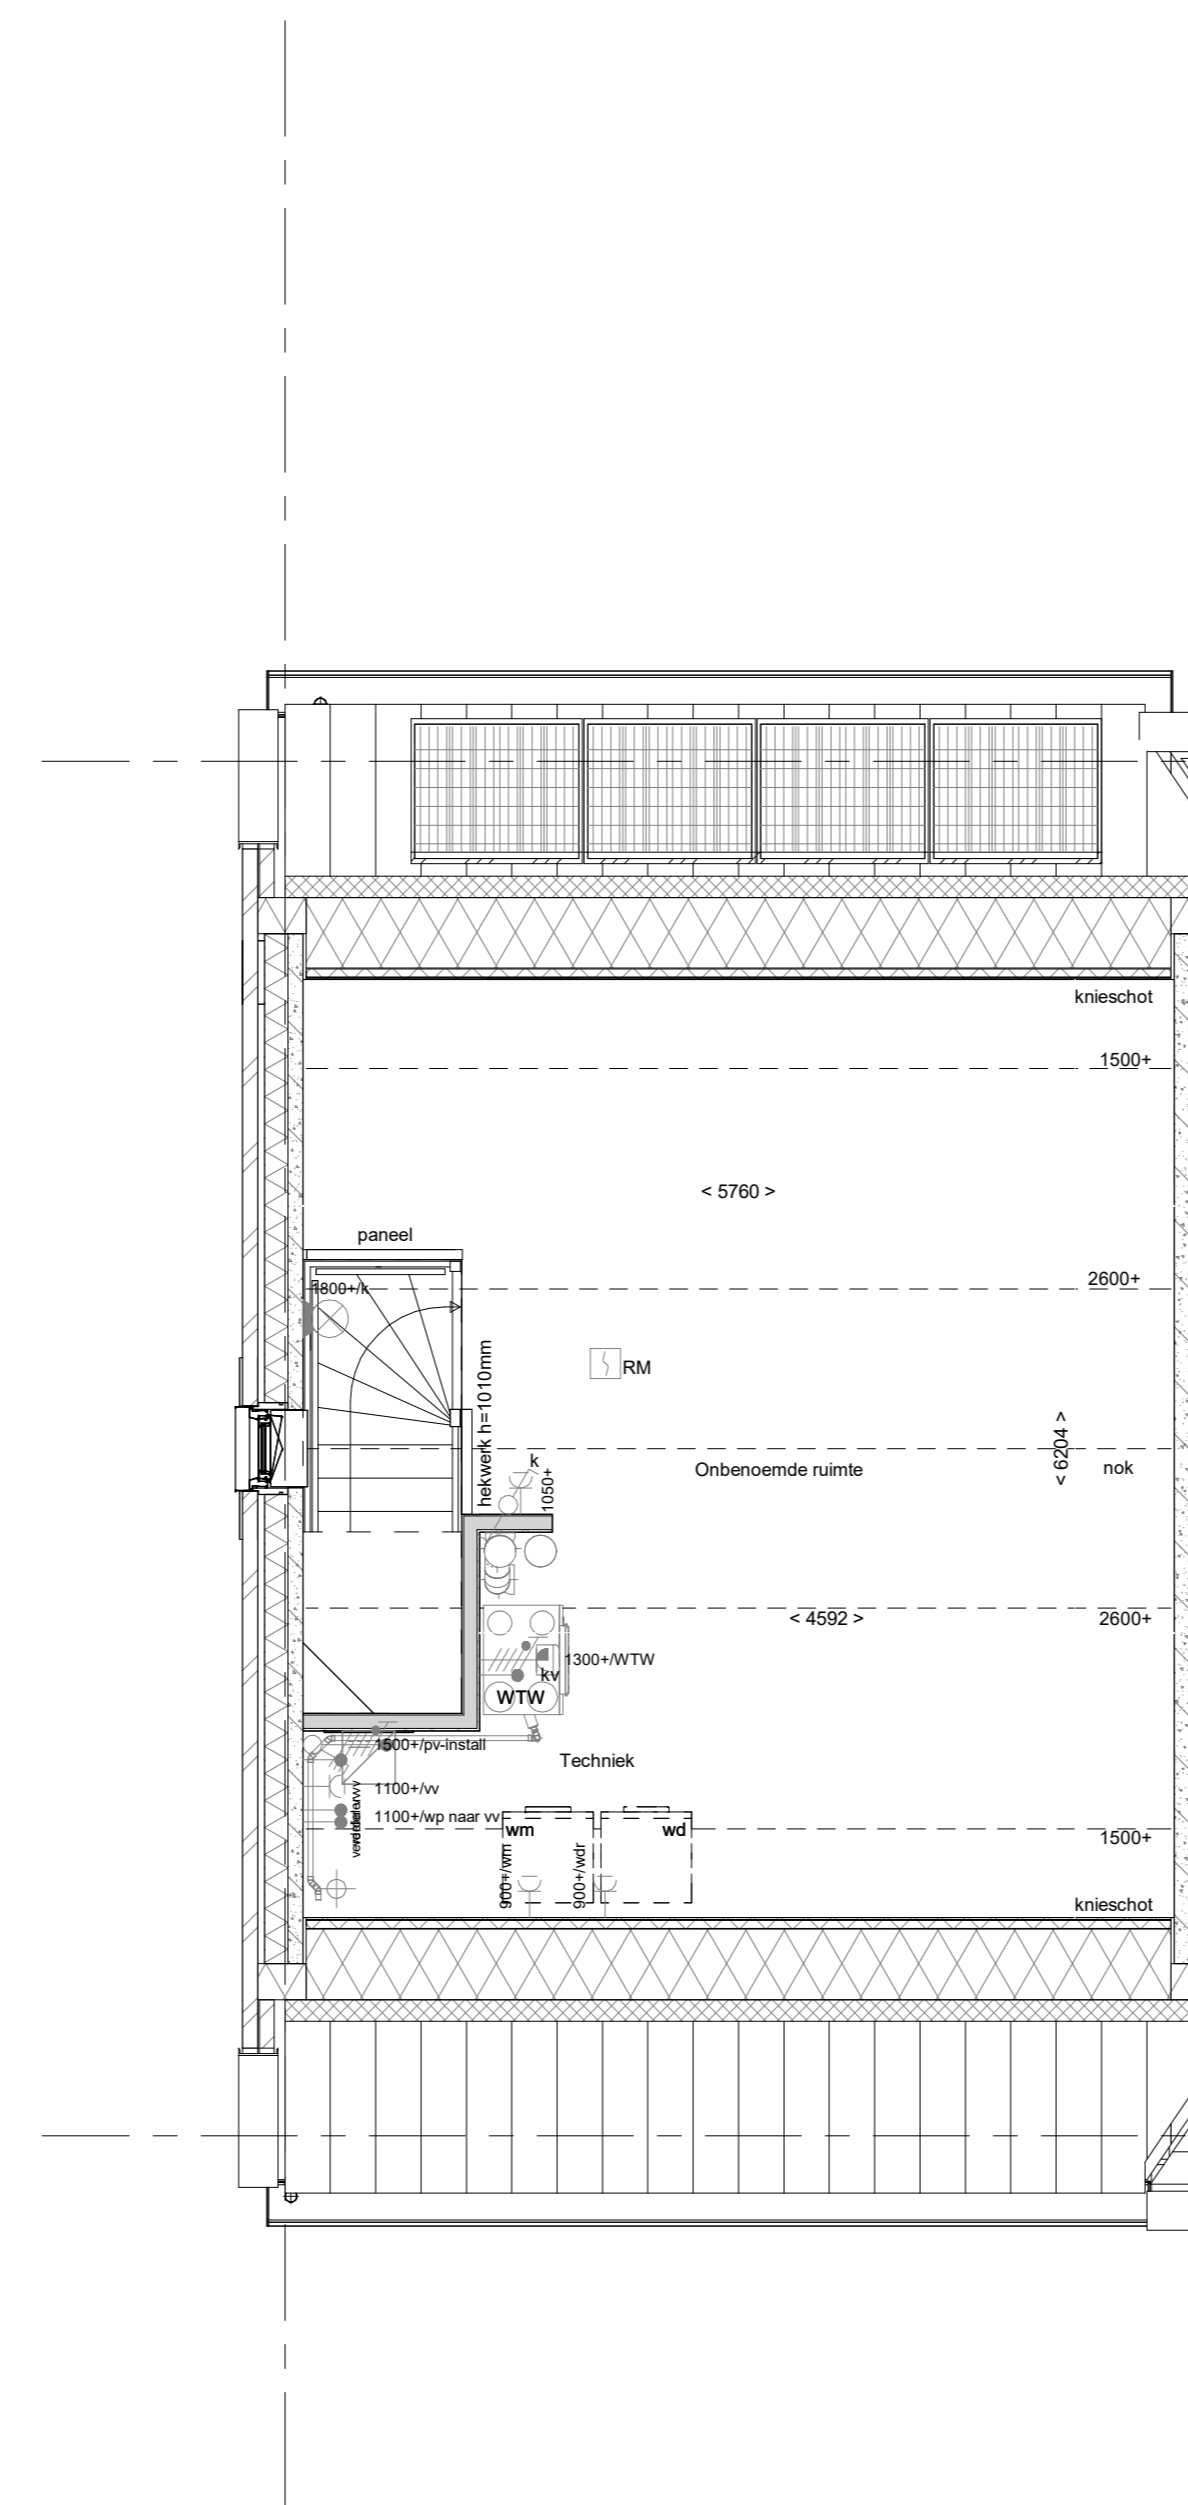 knieschot
1500+
< 5760 >
paneel
2600+
1800+/k
hekwerk h=1010mm
RM
< 6204 >
k
1050+
Onbenoemde ruimte
nok
< 4592 >
2600+
1300+/WTW
kv
WTW
1500+/pv-install
Techniek
1100+/vv
1100+/wp naar vv
wm
wd
1500+
900+/wm
900+/wdr
knieschot